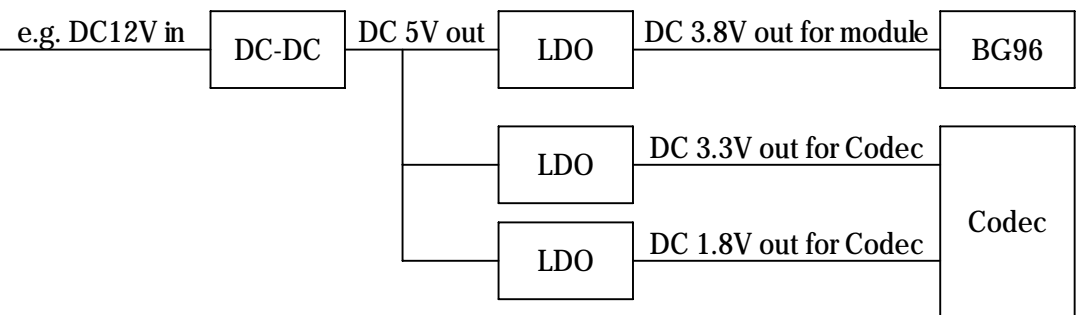 e.g. DC12V in
DC-DC
DC 5V out
LDO
DC 3.8V out for module
BG96
LDO
DC 3.3V out for Codec
LDO
DC 1.8V out for Codec
Codec